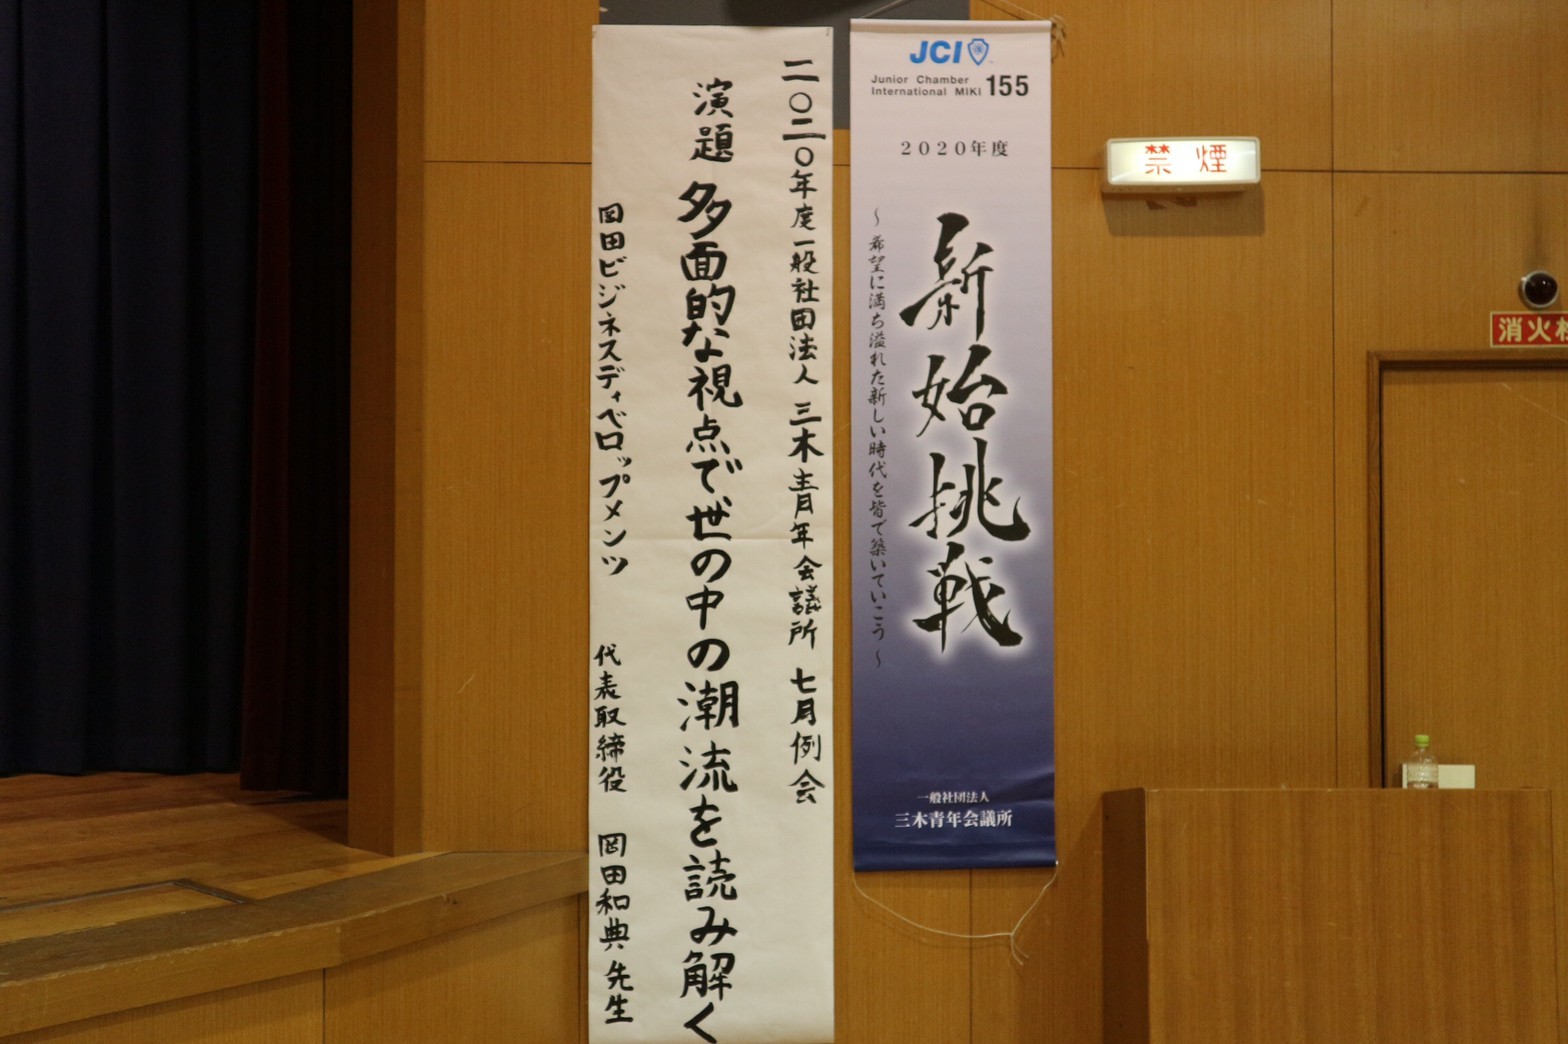 二〇二〇年度一般社団法人 三木青年会議所 七月例会
演題 多面的な視点で世の中の潮流を読み解く
岡田ビジネスディベロップメンツ 代表取締役 岡田和典先生
JCI
Junior Chamber
International MIKI 155
2020年度
新始挑戦
～希望に満ち溢れた新しい時代を皆で築いていこう～
一般社団法人
三木青年会議所
禁煙
消火栓